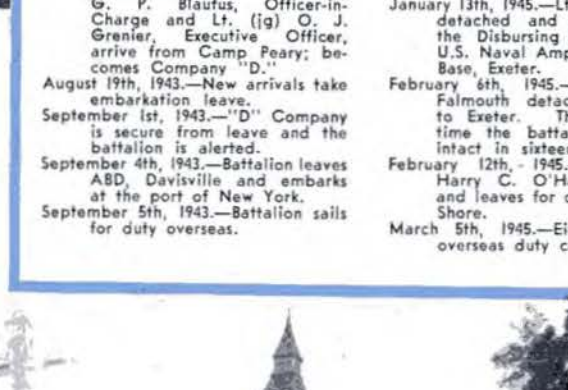 G. P. Blaufus, Officer-in-
Charge and Lt. (jg) O. J.
Grenier, Executive Officer,
arrive from Camp Peary; be-
comes Company "D."
August 19th, 1943.—New arrivals take
embarkation leave.
September 1st, 1943.—"D" Company
is secure from leave and the
battalion is alerted.
September 4th, 1943.—Battalion leaves
ABD, Davisville and embarks
at the port of New York.
September 5th, 1943.—Battalion sails
for duty overseas.
January 13th, 1945.—Lt
detached and
the Disbursing
U.S. Naval Amp
Base, Exeter.
February 6th, 1945.—
Falmouth detac
to Exeter. Th
time the batta
intact in sixteen
February 12th, - 1945.
Harry C. O'Ha
and leaves for d
Shore.
March 5th, 1945.—Ei
overseas duty c